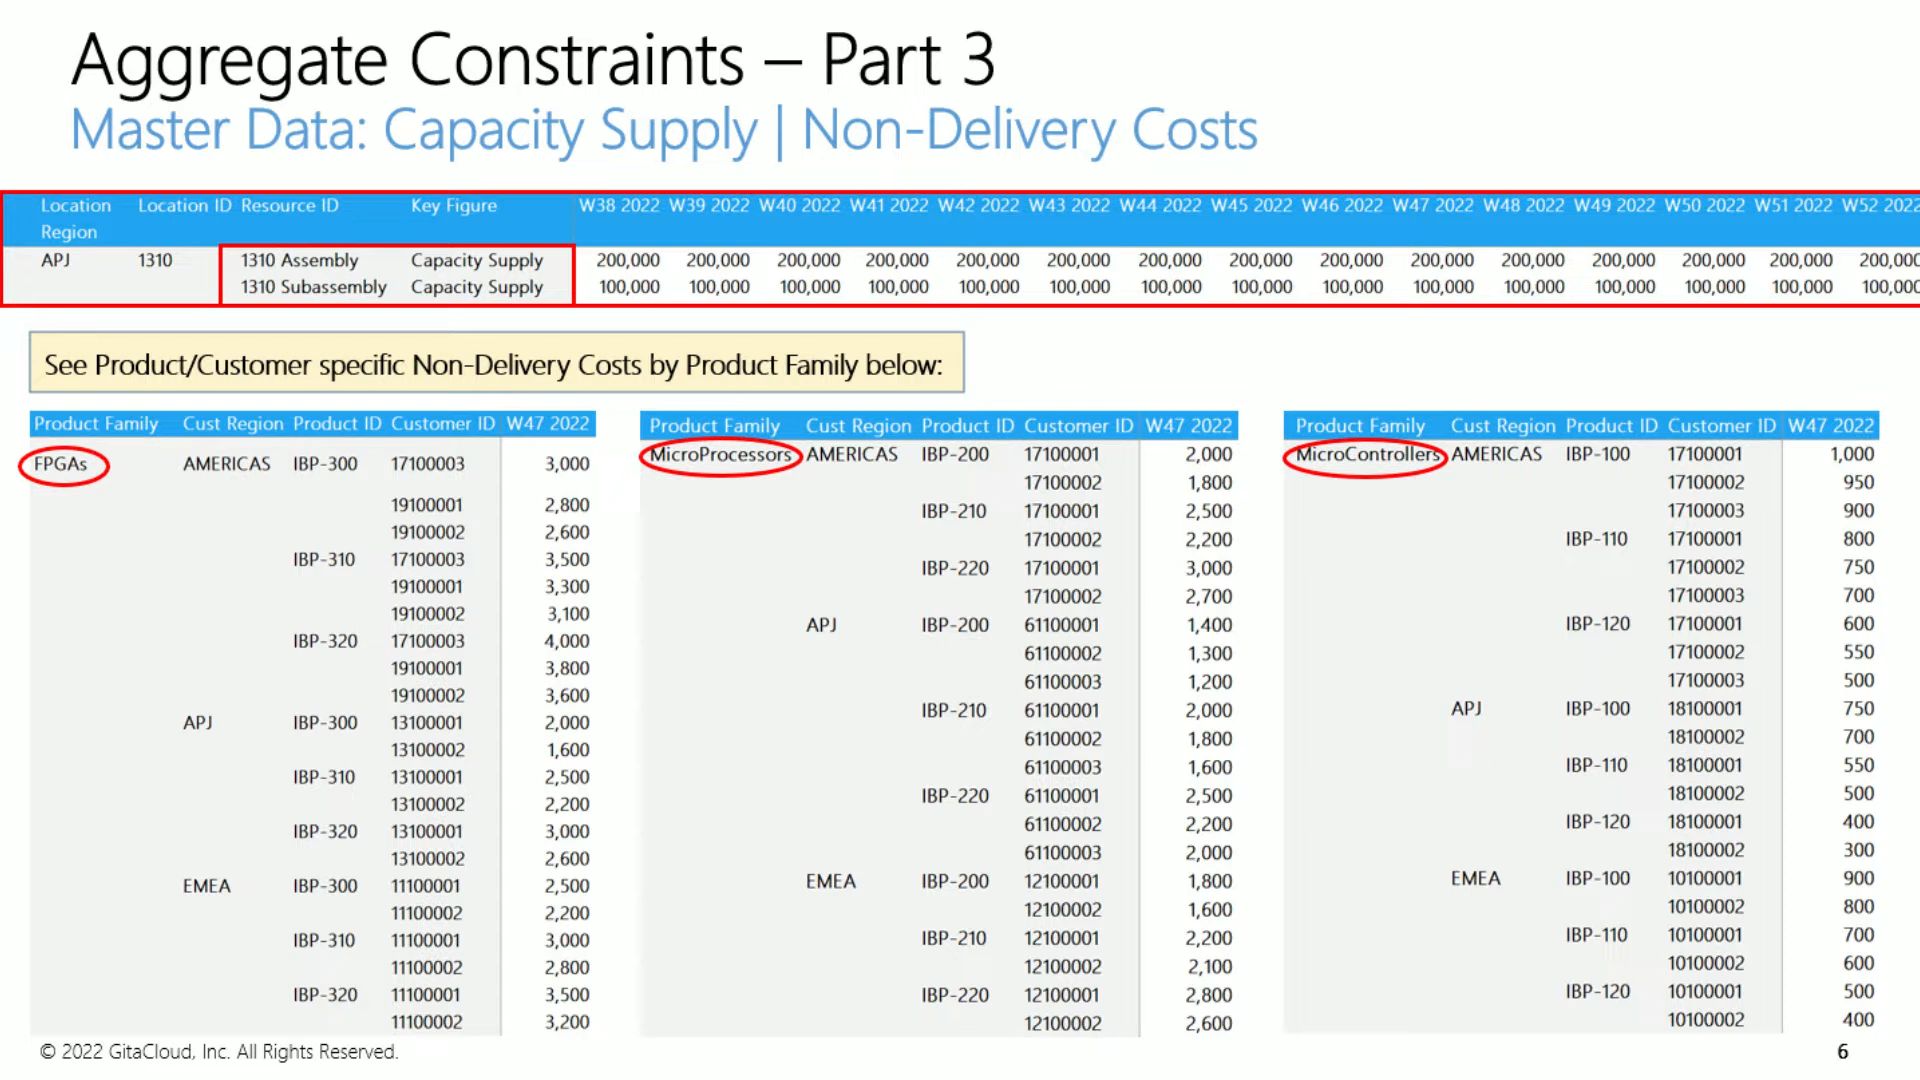 Aggregate Constraints – Part 3
Master Data: Capacity Supply | Non-Delivery Costs
Location Region Location ID Resource ID Key Figure W38 2022 W39 2022 W40 2022 W41 2022 W42 2022 W43 2022 W44 2022 W45 2022 W46 2022 W47 2022 W48 2022 W49 2022 W50 2022 W51 2022 W52 2022
APJ 1310 1310 Assembly Capacity Supply 200,000 200,000 200,000 200,000 200,000 200,000 200,000 200,000 200,000 200,000 200,000 200,000 200,000 200,000 200,000
1310 Subassembly Capacity Supply 100,000 100,000 100,000 100,000 100,000 100,000 100,000 100,000 100,000 100,000 100,000 100,000 100,000 100,000 100,000
See Product/Customer specific Non-Delivery Costs by Product Family below:
Product Family Cust Region Product ID Customer ID W47 2022
FPGAs AMERICAS IBP-300 17100003 3,000
19100001 2,800
19100002 2,600
IBP-310 17100003 3,500
19100001 3,300
19100002 3,100
IBP-320 17100003 4,000
19100001 3,800
19100002 3,600
APJ IBP-300 13100001 2,000
13100002 1,600
IBP-310 13100001 2,500
13100002 2,200
IBP-320 13100001 3,000
13100002 2,600
EMEA IBP-300 11100001 2,500
11100002 2,200
IBP-310 11100001 3,000
11100002 2,800
IBP-320 11100001 3,500
11100002 3,200
Product Family Cust Region Product ID Customer ID W47 2022
MicroProcessors AMERICAS IBP-200 17100001 2,000
17100002 1,800
IBP-210 17100001 2,500
17100002 2,200
IBP-220 17100001 3,000
17100002 2,700
APJ IBP-200 61100001 1,400
61100002 1,300
61100003 1,200
IBP-210 61100001 2,000
61100002 1,800
61100003 1,600
IBP-220 61100001 2,500
61100002 2,200
61100003 2,000
EMEA IBP-200 12100001 1,800
12100002 1,600
IBP-210 12100001 2,200
12100002 2,100
IBP-220 12100001 2,800
12100002 2,600
Product Family Cust Region Product ID Customer ID W47 2022
MicroControllers AMERICAS IBP-100 17100001 1,000
17100002 950
17100003 900
IBP-110 17100001 800
17100002 750
17100003 700
IBP-120 17100001 600
17100002 550
17100003 500
APJ IBP-100 18100001 750
18100002 700
IBP-110 18100001 550
18100002 500
IBP-120 18100001 400
18100002 300
EMEA IBP-100 10100001 900
10100002 800
IBP-110 10100001 700
10100002 600
IBP-120 10100001 500
10100002 400
© 2022 GitaCloud, Inc. All Rights Reserved.
6